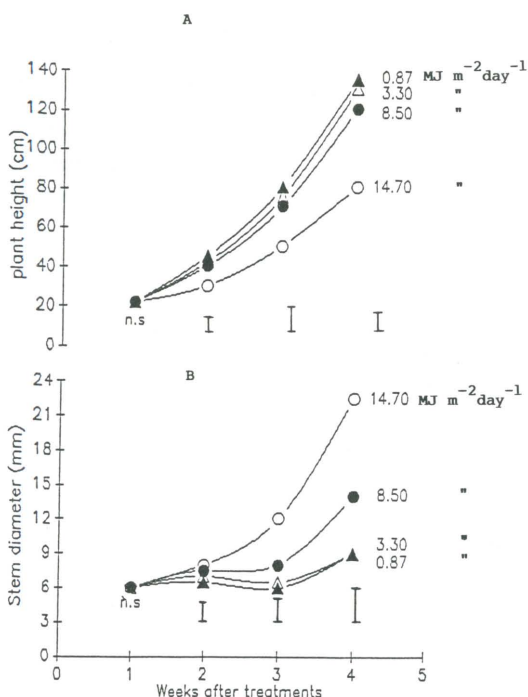 A
140
120
100
80
60
40
20
0
plant height (cm)
0.87 MJ m⁻²day⁻¹
3.30 "
8.50 "
14.70 "
n.s
B
24
21
18
15
12
9
6
3
0
Stem diameter (mm)
14.70 MJ m⁻²day⁻¹
8.50 "
3.30 "
0.87 "
n.s
0 1 2 3 4 5
Weeks after treatments